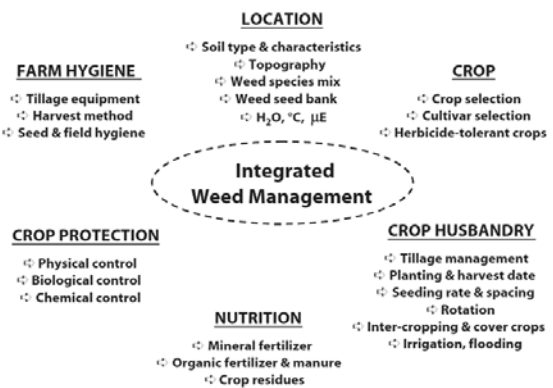 LOCATION
➪ Soil type & characteristics
➪ Topography
➪ Weed species mix
➪ Weed seed bank
➪ H₂O, °C, µE
FARM HYGIENE
➪ Tillage equipment
➪ Harvest method
➪ Seed & field hygiene
CROP
➪ Crop selection
➪ Cultivar selection
➪ Herbicide-tolerant crops
Integrated
Weed Management
CROP PROTECTION
➪ Physical control
➪ Biological control
➪ Chemical control
CROP HUSBANDRY
➪ Tillage management
➪ Planting & harvest date
➪ Seeding rate & spacing
➪ Rotation
➪ Inter-cropping & cover crops
➪ Irrigation, flooding
NUTRITION
➪ Mineral fertilizer
➪ Organic fertilizer & manure
➪ Crop residues